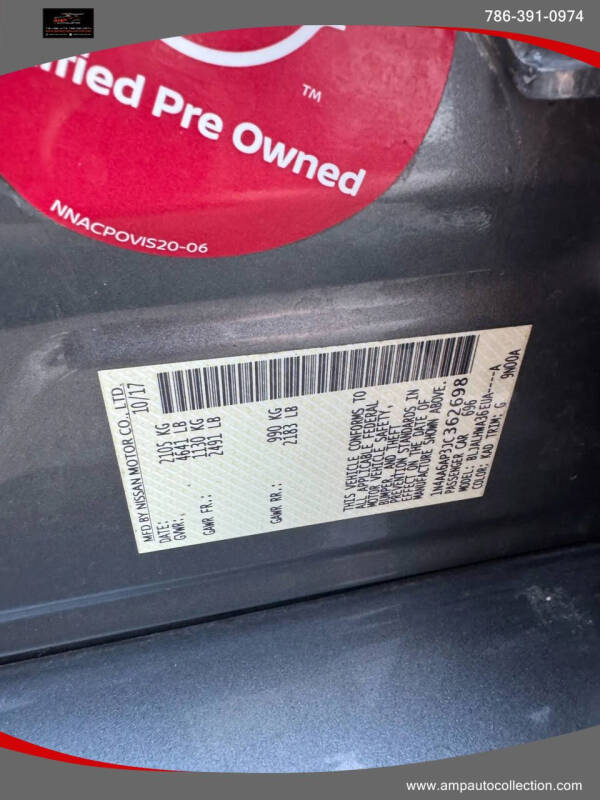 786-391-0974
ified Pre Owned
TM
NNACPOVIS20-06
MFD BY NISSAN MOTOR CO., LTD.
DATE: 10/17
GVWR: 2105 KG
4641 LB
GAWR FR.: 1130 KG
2491 LB
GAWR RR.: 990 KG
2183 LB
THIS VEHICLE CONFORMS TO
ALL APPLICABLE FEDERAL
MOTOR VEHICLE SAFETY,
BUMPER, AND THEFT
PREVENTION STANDARDS IN
EFFECT ON THE DATE OF
MANUFACTURE SHOWN ABOVE.
1N4AA6AP3JC362698
PASSENGER CAR 696
MODEL: BLJALVWA36EUA----A
COLOR: KAD TRIM: G 9N00A
www.ampautocollection.com